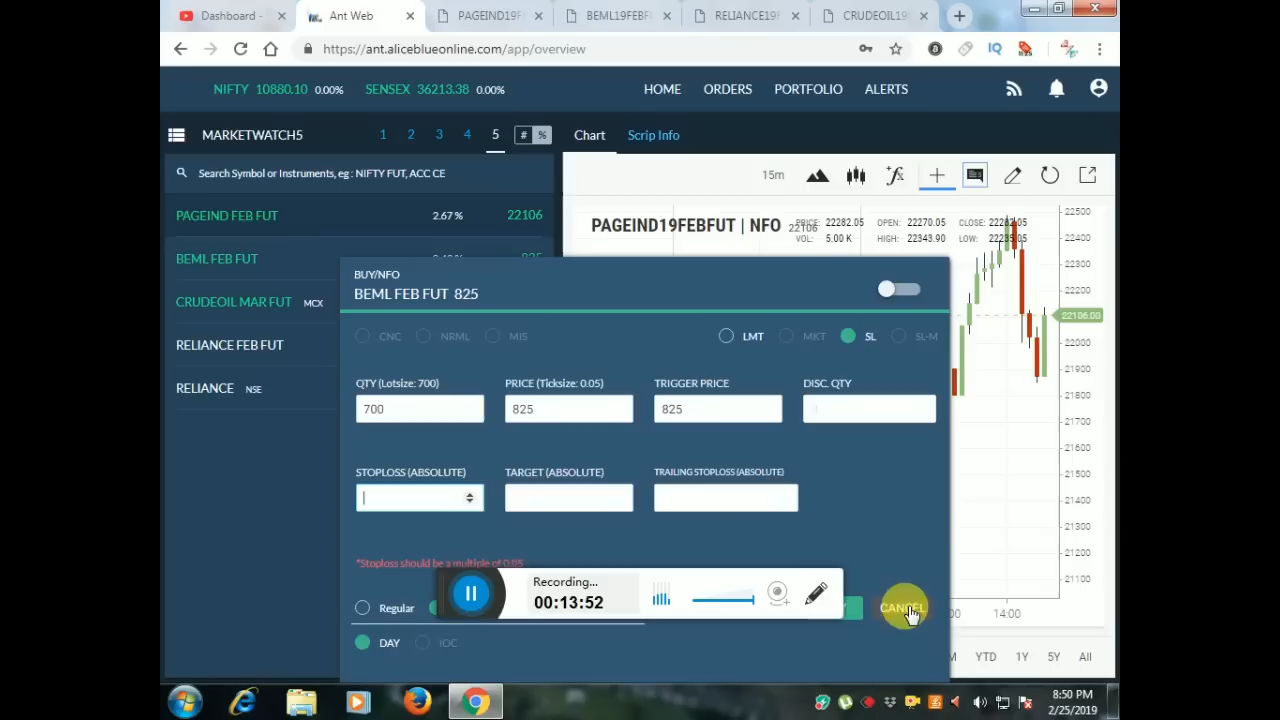 Dashboard -
Ant Web
PAGEIND19F
BEML19FEBF
RELIANCE19F
CRUDEOIL19
https://ant.aliceblueonline.com/app/overview
IQ
NIFTY 10880.10 0.00% SENSEX 36213.38 0.00%
HOME ORDERS PORTFOLIO ALERTS
MARKETWATCH5 1 2 3 4 5 # %
Chart Scrip Info
Search Symbol or Instruments, eg : NIFTY FUT, ACC CE
15m
PAGEIND FEB FUT 2.67 % 22106
BEML FEB FUT
CRUDEOIL MAR FUT MCX
RELIANCE FEB FUT
RELIANCE NSE
PAGEIND19FEBFUT | NFO 22106
PRICE: 22282.05 OPEN: 22270.05 CLOSE: 22282.05
VOL: 5.00 K HIGH: 22343.90 LOW: 22235.05
22500
22400
22300
22200
22106.00
22000
21900
21800
21700
21600
21500
21400
21300
21200
21100
14:00
YTD 1Y 5Y All
BUY/NFO
BEML FEB FUT 825
CNC NRML MIS LMT MKT SL SL-M
QTY (Lotsize: 700) PRICE (Ticksize: 0.05) TRIGGER PRICE DISC. QTY
700 825 825
STOPLOSS (ABSOLUTE) TARGET (ABSOLUTE) TRAILING STOPLOSS (ABSOLUTE)
*Stoploss should be a multiple of 0.05
Recording...
00:13:52
Regular CANCEL
DAY IOC
8:50 PM
2/25/2019